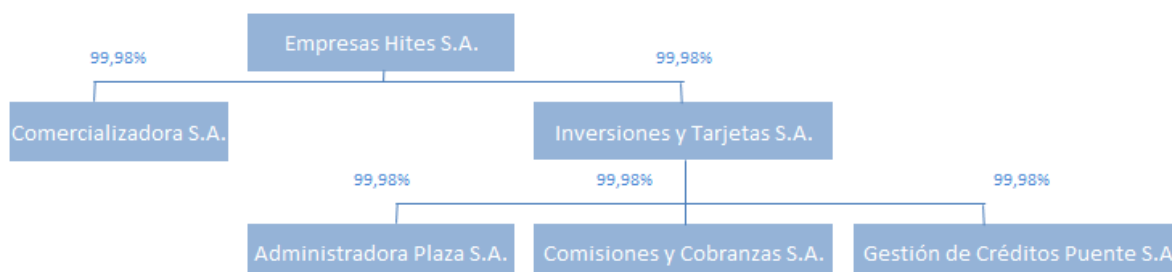 Empresas Hites S.A.
99,98%
99,98%
Comercializadora S.A.
Inversiones y Tarjetas S.A.
99,98%
99,98%
99,98%
Administradora Plaza S.A.
Comisiones y Cobranzas S.A.
Gestión de Créditos Puente S.A